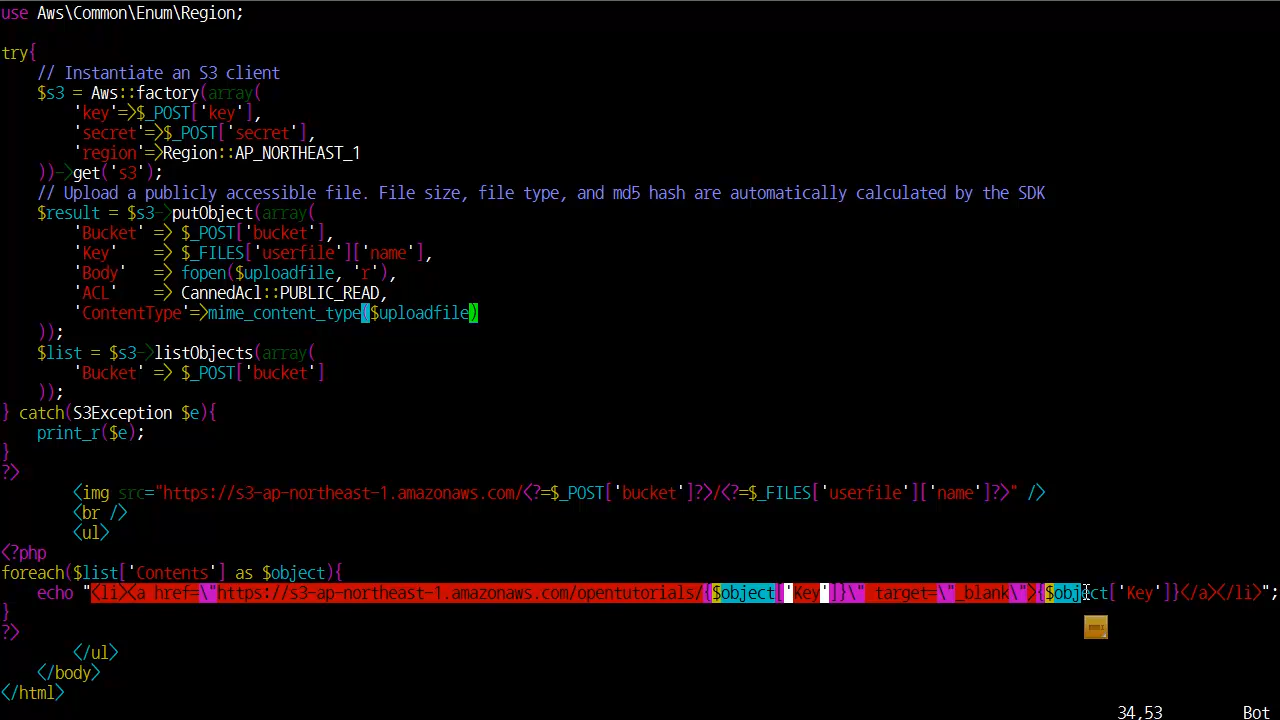 use Aws\Common\Enum\Region;
try{
    // Instantiate an S3 client
    $s3 = Aws::factory(array(
        'key'=>$_POST['key'],
        'secret'=>$_POST['secret'],
        'region'=>Region::AP_NORTHEAST_1
    ))->get('s3');
    // Upload a publicly accessible file. File size, file type, and md5 hash are automatically calculated by the SDK
    $result = $s3->putObject(array(
        'Bucket' => $_POST['bucket'],
        'Key'    => $_FILES['userfile']['name'],
        'Body'   => fopen($uploadfile, 'r'),
        'ACL'    => CannedAcl::PUBLIC_READ,
        'ContentType'=>mime_content_type($uploadfile)
    ));
    $list = $s3->listObjects(array(
        'Bucket' => $_POST['bucket']
    ));
} catch(S3Exception $e){
    print_r($e);
}
?>
        <img src="https://s3-ap-northeast-1.amazonaws.com/<?=$_POST['bucket']?>/<?=$_FILES['userfile']['name']?>" />
        <br />
        <ul>
<?php
foreach($list['Contents'] as $object){
    echo "<li><a href=\"https://s3-ap-northeast-1.amazonaws.com/opentutorials/{$object['Key']}\" target=\"_blank\">{$object['Key']}</a></li>";
}
?>
        </ul>
    </body>
</html>
34,53 Bot